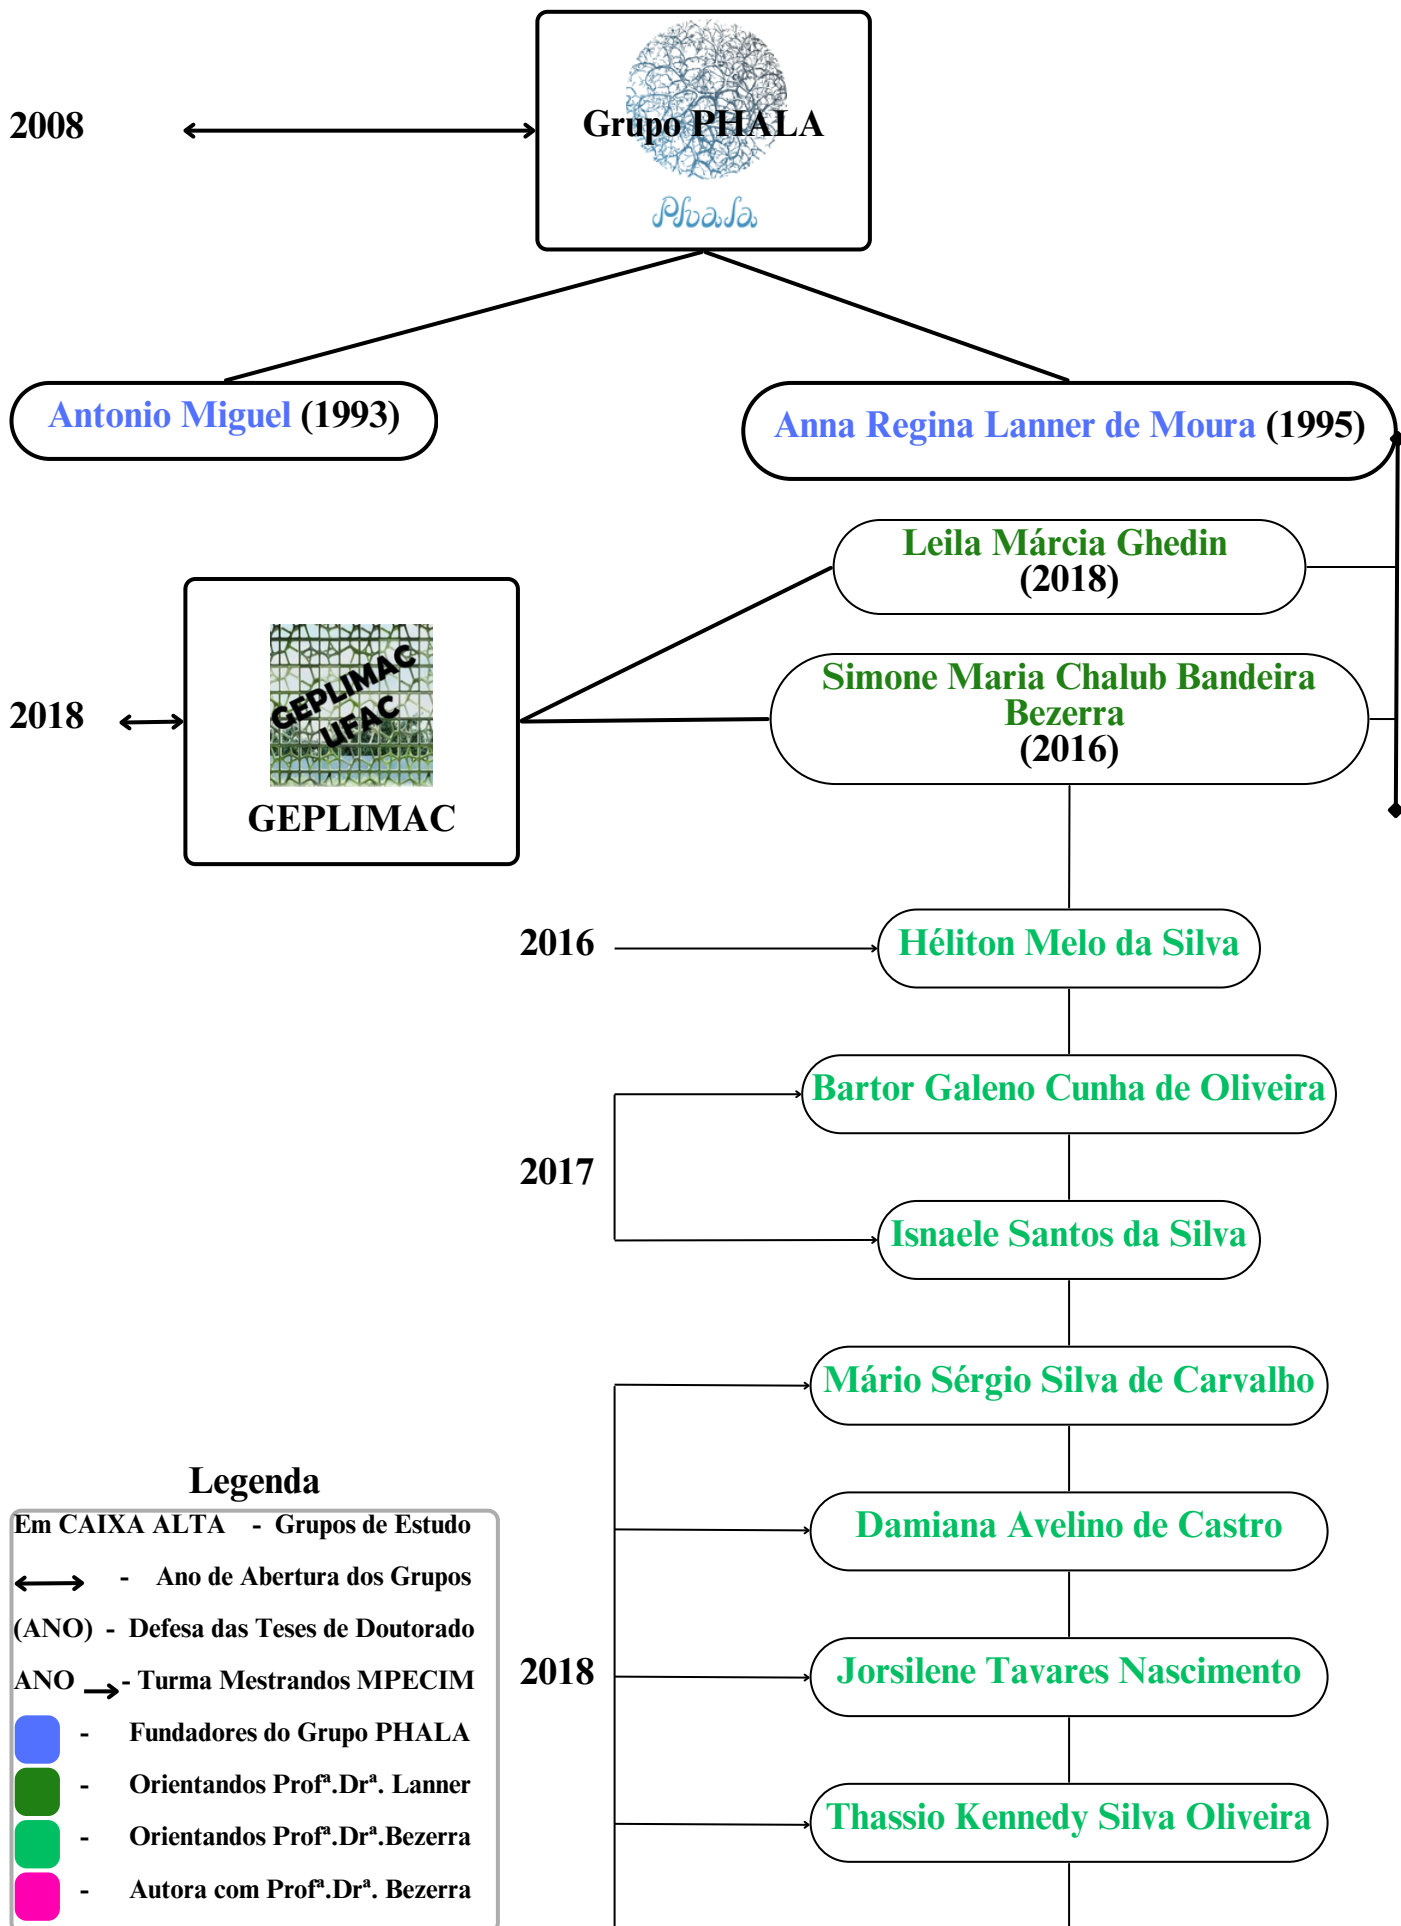 2008
Grupo PHALA
Phala
Antonio Miguel (1993)
Anna Regina Lanner de Moura (1995)
Leila Márcia Ghedin
(2018)
2018
GEPLIMAC
UFAC
GEPLIMAC
Simone Maria Chalub Bandeira
Bezerra
(2016)
2016
Héliton Melo da Silva
Bartor Galeno Cunha de Oliveira
2017
Isnaele Santos da Silva
Mário Sérgio Silva de Carvalho
Damiana Avelino de Castro
2018
Jorsilene Tavares Nascimento
Thassio Kennedy Silva Oliveira
Legenda
Em CAIXA ALTA - Grupos de Estudo
- Ano de Abertura dos Grupos
(ANO) - Defesa das Teses de Doutorado
ANO - Turma Mestrandos MPECIM
- Fundadores do Grupo PHALA
- Orientandos Profª.Drª. Lanner
- Orientandos Profª.Drª.Bezerra
- Autora com Profª.Drª. Bezerra